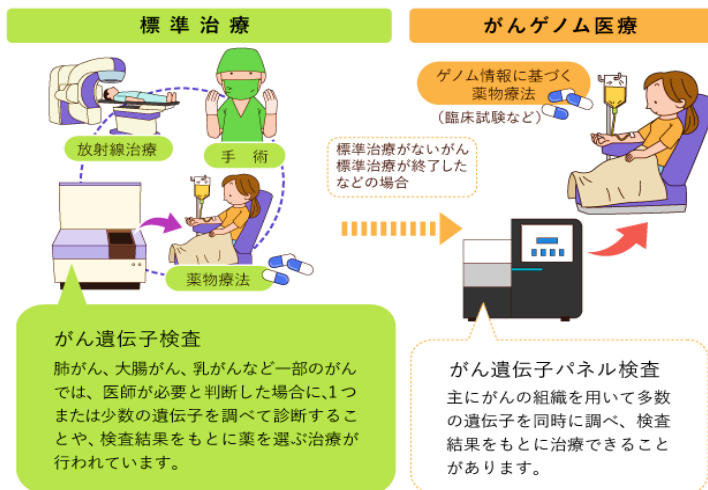 標準治療
がんゲノム医療
放射線治療
手術
薬物療法
標準治療がないがん
標準治療が終了した
などの場合
ゲノム情報に基づく
薬物療法
（臨床試験など）
がん遺伝子検査
肺がん、大腸がん、乳がんなど一部のがん
では、医師が必要と判断した場合に、1つ
または少数の遺伝子を調べて診断するこ
とや、検査結果をもとに薬を選ぶ治療が
行われています。
がん遺伝子パネル検査
主にがんの組織を用いて多数
の遺伝子を同時に調べ、検査
結果をもとに治療できること
があります。